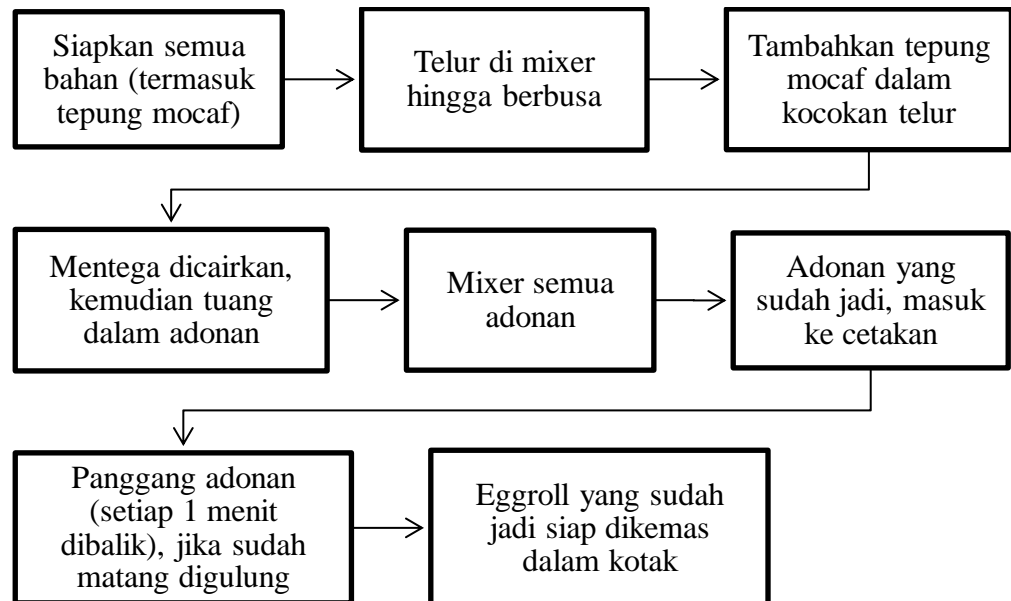 Siapkan semua
bahan (termasuk
tepung mocaf)
Telur di mixer
hingga berbusa
Tambahkan tepung
mocaf dalam
kocokan telur
Mentega dicairkan,
kemudian tuang
dalam adonan
Mixer semua
adonan
Adonan yang
sudah jadi, masuk
ke cetakan
Panggang adonan
(setiap 1 menit
dibalik), jika sudah
matang digulung
Eggroll yang sudah
jadi siap dikemas
dalam kotak